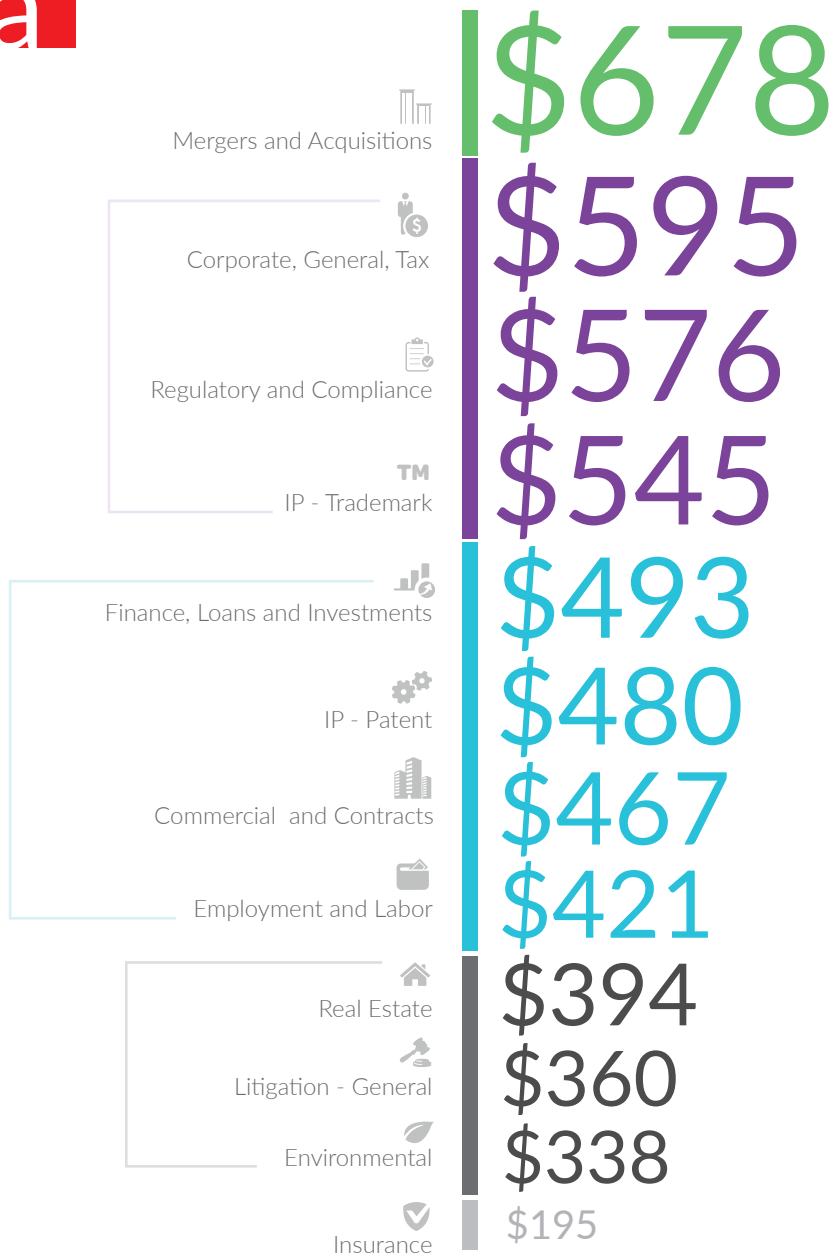 a
$678
Mergers and Acquisitions
$595
$
Corporate, General, Tax
$576
Regulatory and Compliance
$545
TM
IP - Trademark
$493
Finance, Loans and Investments
$480
IP - Patent
$467
Commercial  and Contracts
$421
Employment and Labor
$394
Real Estate
$360
Litigation - General
$338
Environmental
$195
Insurance